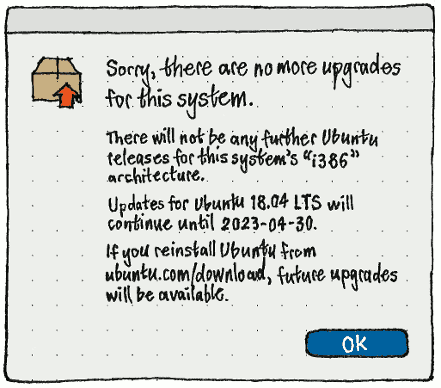 Sorry, there are no more upgrades
for this system.
There will not be any further Ubuntu
releases for this system's "i386"
architecture.
Updates for Ubuntu 18.04 LTS will
continue until 2023-04-30.
If you reinstall Ubuntu from
ubuntu.com/download, future upgrades
will be available.
OK